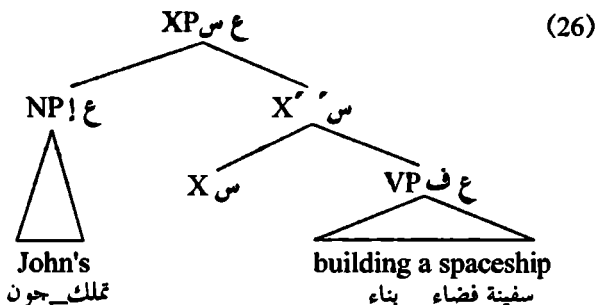 XP ع س (26)
NP ع إ X´´ س
X س VP ع ف
John's building a spaceship
تملك_جون بناء سفينة فضاء